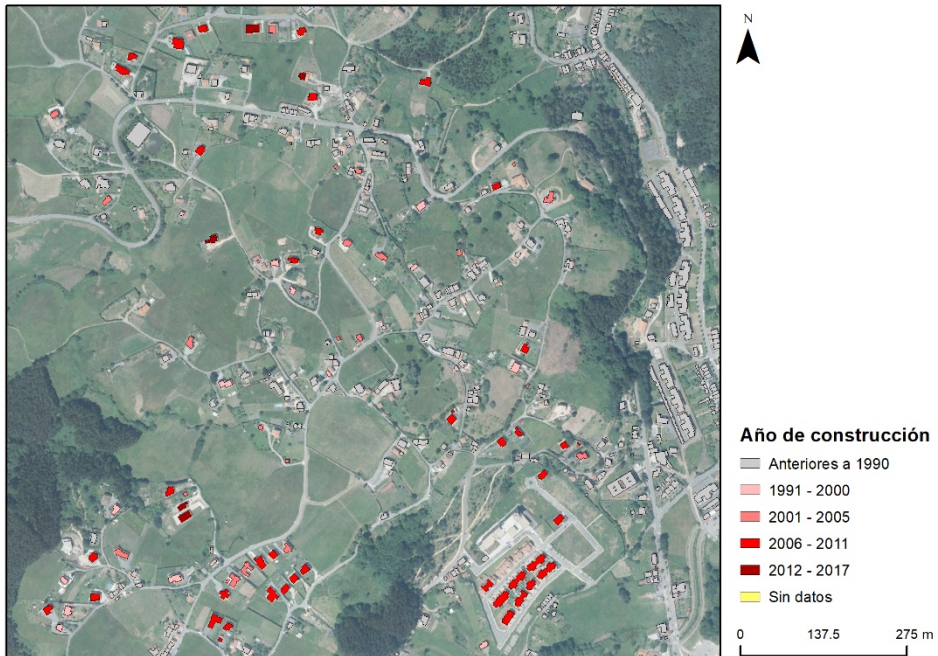 N
Año de construcción
Anteriores a 1990
1991 - 2000
2001 - 2005
2006 - 2011
2012 - 2017
Sin datos
0 137.5 275 m